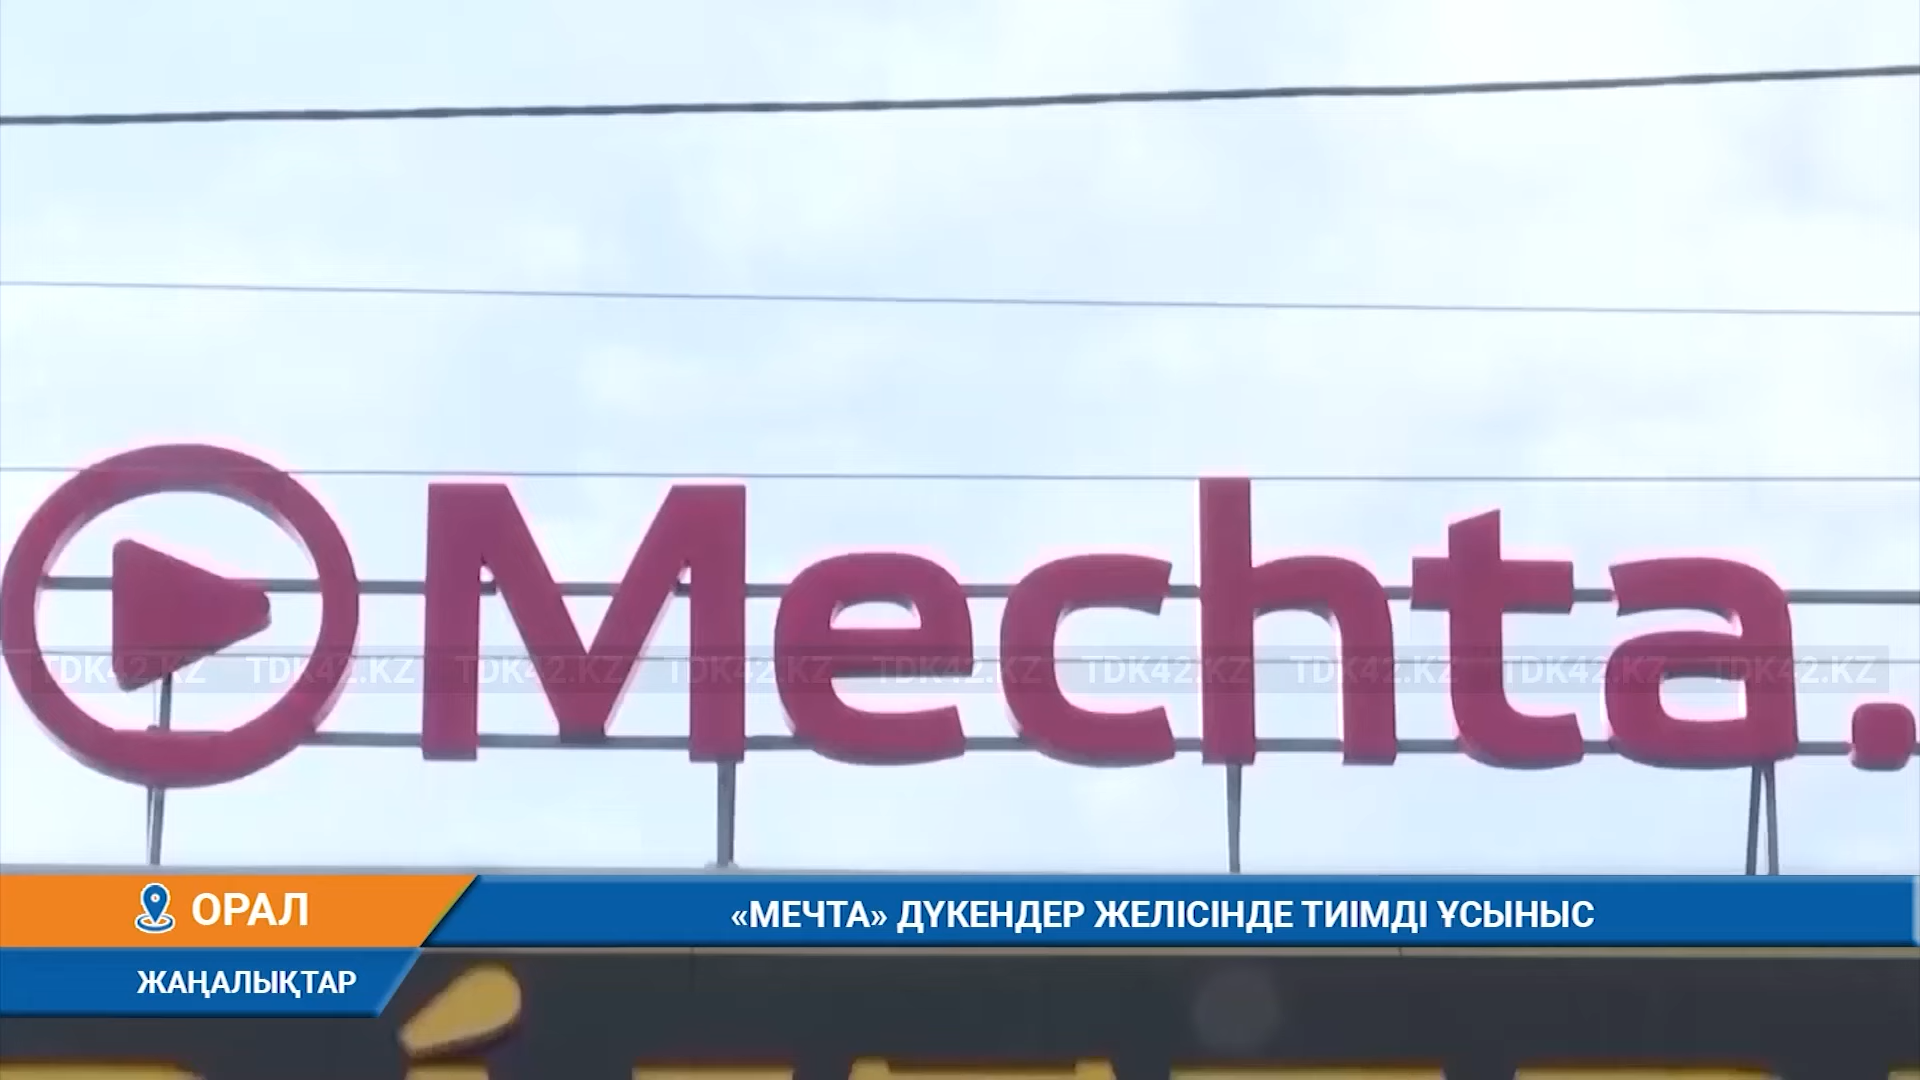 Mechta.
TDK42.KZ TDK42.KZ TDK42.KZ TDK42.KZ TDK42.KZ TDK42.KZ TDK42.KZ TDK42.KZ TDK42.KZ
ОРАЛ
«МЕЧТА» ДҮКЕНДЕР ЖЕЛІСІНДЕ ТИІМДІ ҰСЫНЫС
ЖАҢАЛЫҚТАР